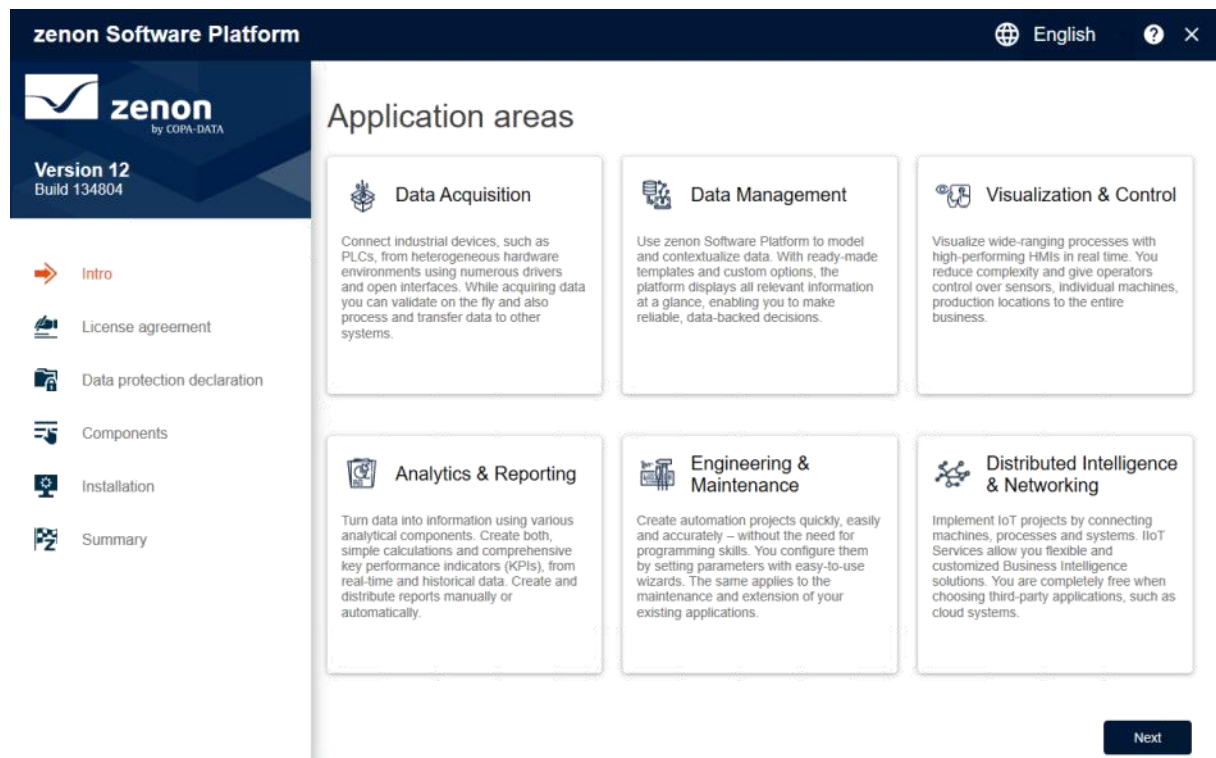 zenon Software Platform
English
zenon
by COPA-DATA
Version 12
Build 134804
Intro
License agreement
Data protection declaration
Components
Installation
Summary
Application areas
Data Acquisition
Connect industrial devices, such as
PLCs, from heterogeneous hardware
environments using numerous drivers
and open interfaces. While acquiring data
you can validate on the fly and also
process and transfer data to other
systems.
Data Management
Use zenon Software Platform to model
and contextualize data. With ready-made
templates and custom options, the
platform displays all relevant information
at a glance, enabling you to make
reliable, data-backed decisions.
Visualization & Control
Visualize wide-ranging processes with
high-performing HMIs in real time. You
reduce complexity and give operators
control over sensors, individual machines,
production locations to the entire
business.
Analytics & Reporting
Turn data into information using various
analytical components. Create both,
simple calculations and comprehensive
key performance indicators (KPIs), from
real-time and historical data. Create and
distribute reports manually or
automatically.
Engineering &
Maintenance
Create automation projects quickly, easily
and accurately – without the need for
programming skills. You configure them
by setting parameters with easy-to-use
wizards. The same applies to the
maintenance and extension of your
existing applications.
Distributed Intelligence
& Networking
Implement IoT projects by connecting
machines, processes and systems. IIoT
Services allow you flexible and
customized Business Intelligence
solutions. You are completely free when
choosing third-party applications, such as
cloud systems.
Next